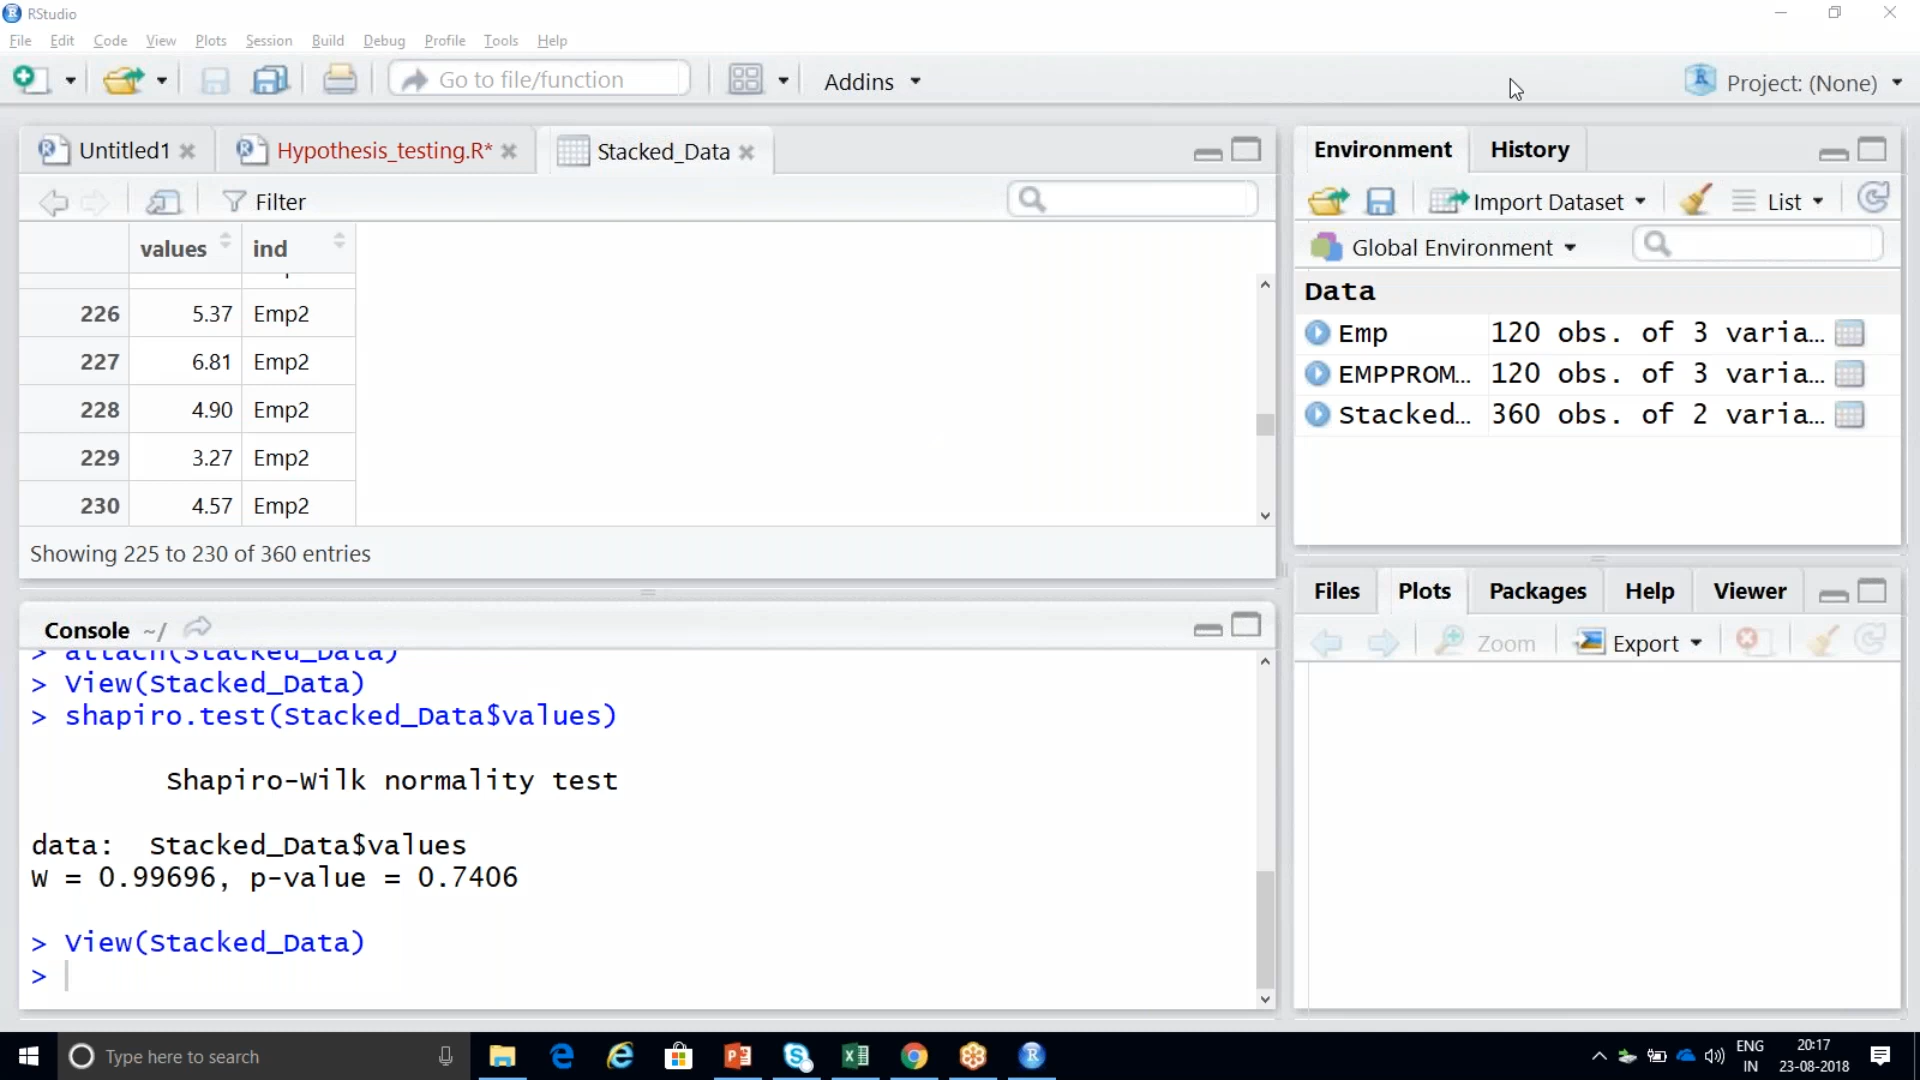 RStudio
File Edit Code View Plots Session Build Debug Profile Tools Help
Go to file/function Addins Project: (None)
Untitled1 Hypothesis_testing.R* Stacked_Data
Filter
values ind
226 5.37 Emp2
227 6.81 Emp2
228 4.90 Emp2
229 3.27 Emp2
230 4.57 Emp2
Showing 225 to 230 of 360 entries
Console ~/
> attach(Stacked_Data)
> View(Stacked_Data)
> shapiro.test(Stacked_Data$values)
Shapiro-Wilk normality test
data: Stacked_Data$values
W = 0.99696, p-value = 0.7406
> View(Stacked_Data)
>
Environment History
Import Dataset List
Global Environment
Data
Emp 120 obs. of 3 varia…
EMPPROM… 120 obs. of 3 varia…
Stacked… 360 obs. of 2 varia…
Files Plots Packages Help Viewer
Zoom Export
Type here to search
ENG
IN
20:17
23-08-2018